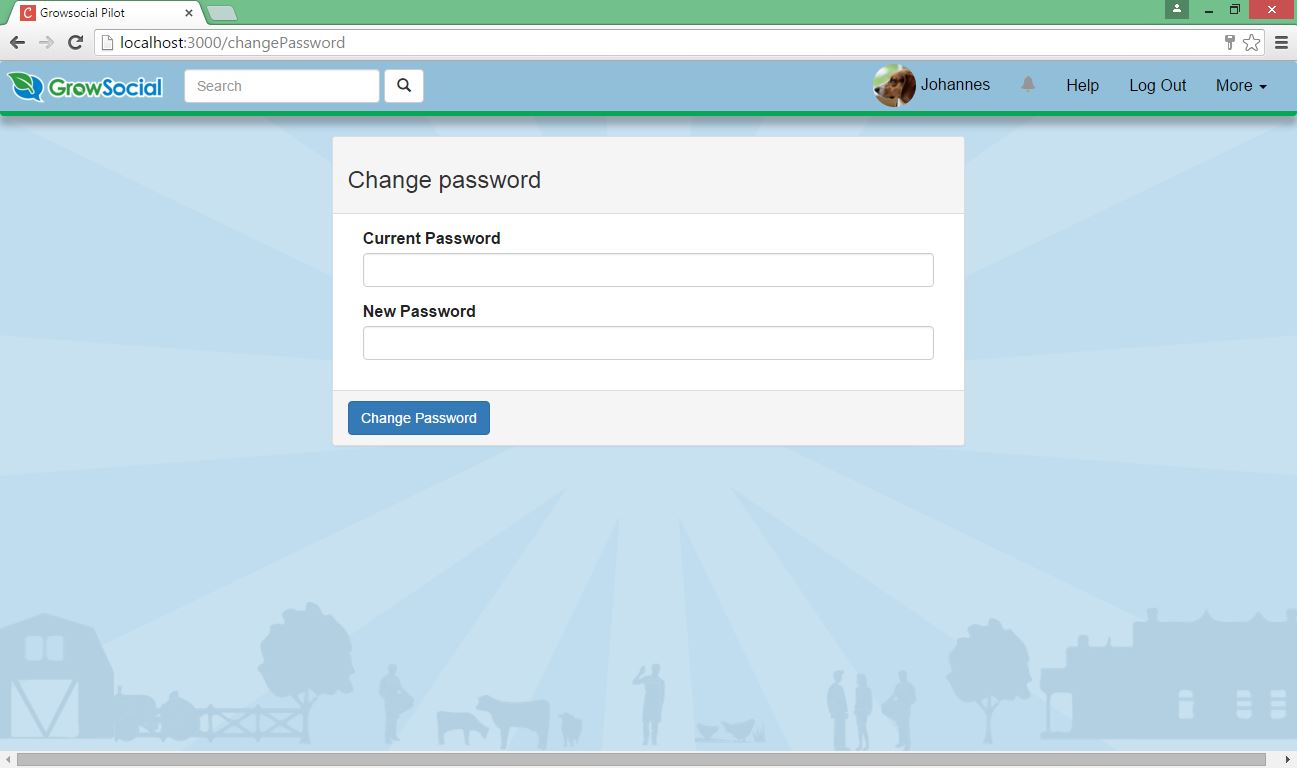 Growsocial Pilot
localhost:3000/changePassword
GrowSocial Search Johannes Help Log Out More
Change password
Current Password
New Password
Change Password